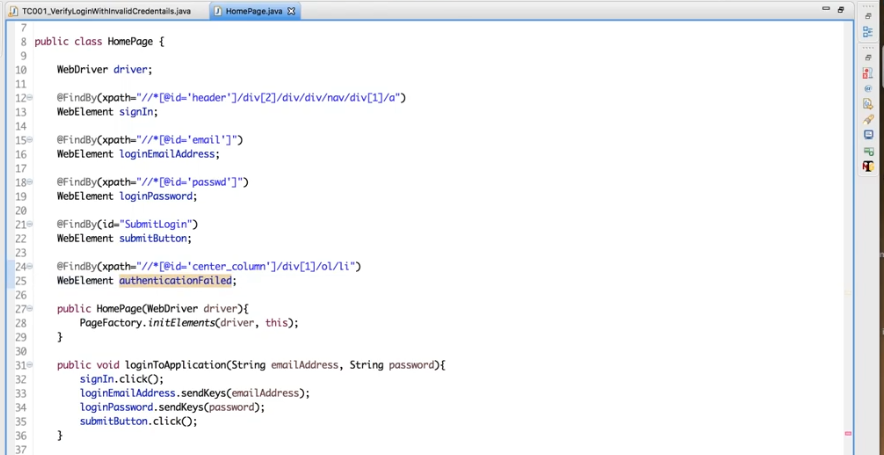 TC001_VerifyLoginWithInvalidCredentails.java HomePage.java
7
8 public class HomePage {
9
10 WebDriver driver;
11
12 @FindBy(xpath="//*[@id='header']/div[2]/div/div/nav/div[1]/a")
13 WebElement signIn;
14
15 @FindBy(xpath="//*[@id='email']")
16 WebElement loginEmailAddress;
17
18 @FindBy(xpath="//*[@id='passwd']")
19 WebElement loginPassword;
20
21 @FindBy(id="SubmitLogin")
22 WebElement submitButton;
23
24 @FindBy(xpath="//*[@id='center_column']/div[1]/ol/li")
25 WebElement authenticationFailed;
26
27 public HomePage(WebDriver driver){
28 PageFactory.initElements(driver, this);
29 }
30
31 public void loginToApplication(String emailAddress, String password){
32 signIn.click();
33 loginEmailAddress.sendKeys(emailAddress);
34 loginPassword.sendKeys(password);
35 submitButton.click();
36 }
37